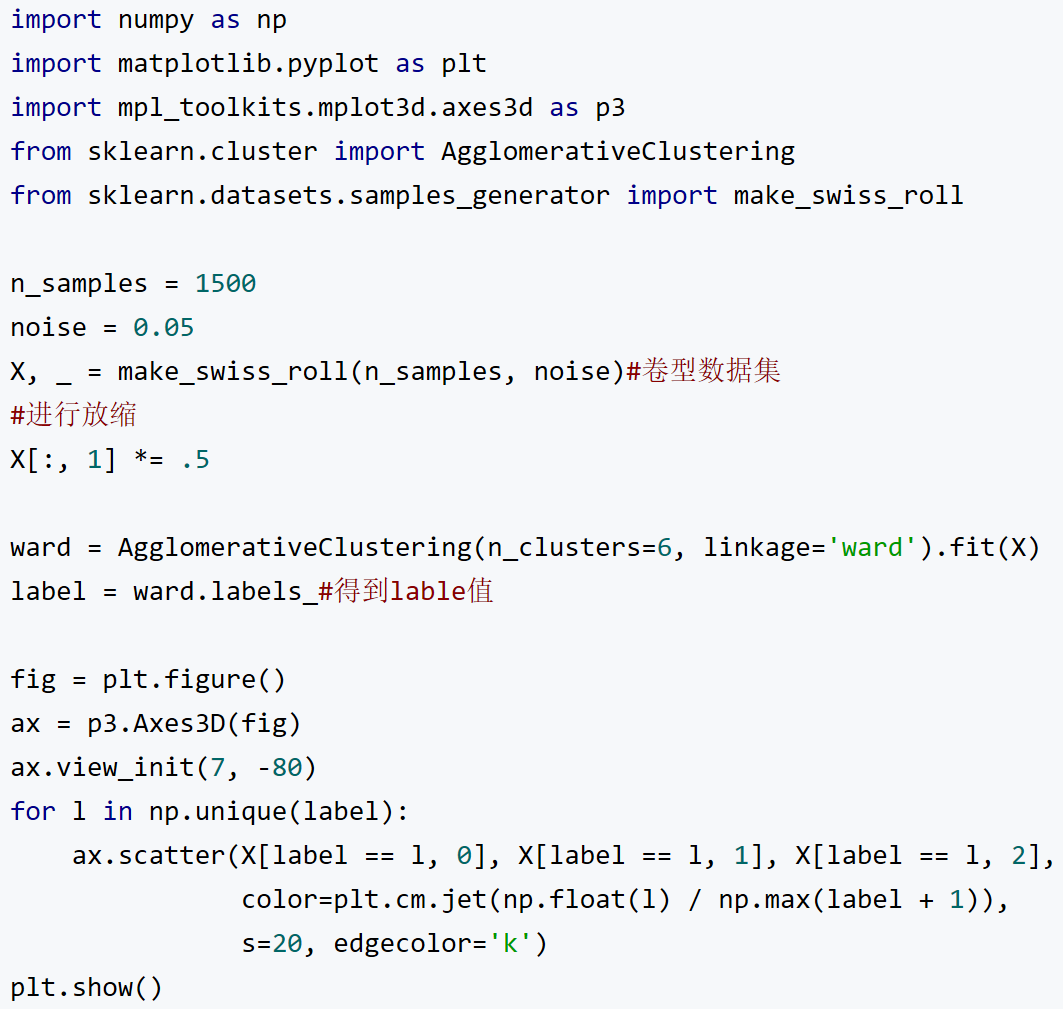 import numpy as np
import matplotlib.pyplot as plt
import mpl_toolkits.mplot3d.axes3d as p3
from sklearn.cluster import AgglomerativeClustering
from sklearn.datasets.samples_generator import make_swiss_roll

n_samples = 1500
noise = 0.05
X, _ = make_swiss_roll(n_samples, noise)#卷型数据集
#进行放缩
X[:, 1] *= .5

ward = AgglomerativeClustering(n_clusters=6, linkage='ward').fit(X)
label = ward.labels_#得到lable值

fig = plt.figure()
ax = p3.Axes3D(fig)
ax.view_init(7, -80)
for l in np.unique(label):
    ax.scatter(X[label == l, 0], X[label == l, 1], X[label == l, 2],
               color=plt.cm.jet(np.float(l) / np.max(label + 1)),
               s=20, edgecolor='k')
plt.show()